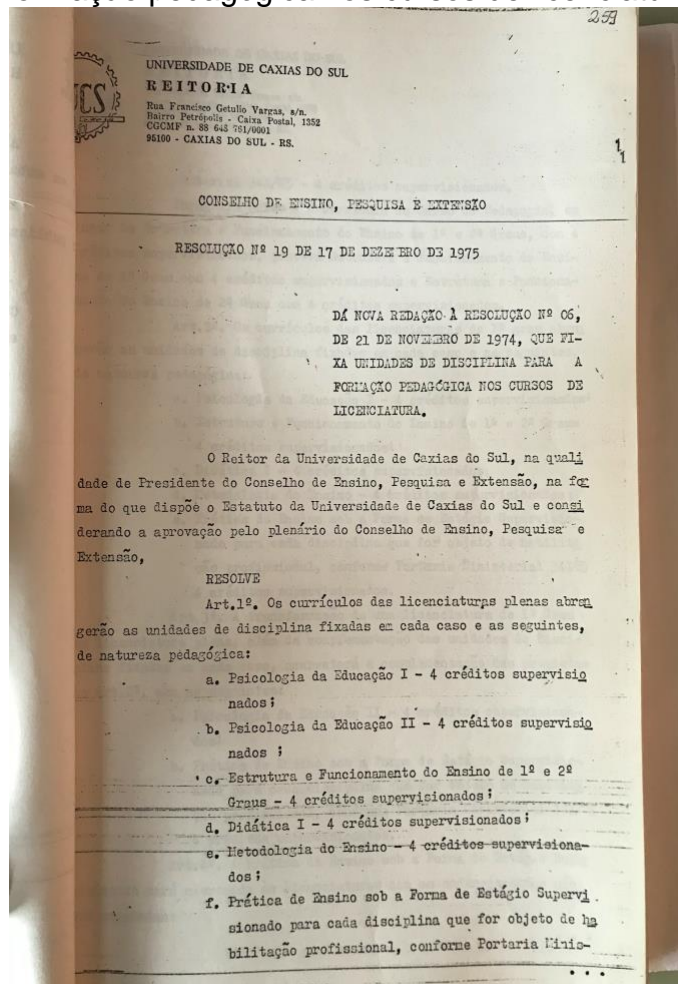 259
UNIVERSIDADE DE CAXIAS DO SUL
REITORIA
Rua Francisco Getulio Vargas, s/n.
Bairro Petrópolis - Caixa Postal, 1352
CGCMF n. 88 648 761/0001
95100 - CAXIAS DO SUL - RS.
CONSELHO DE ENSINO, PESQUISA E EXTENSÃO
RESOLUÇÃO Nº 19 DE 17 DE DEZEMBRO DE 1975
DÁ NOVA REDAÇÃO À RESOLUÇÃO Nº 06,
DE 21 DE NOVEMBRO DE 1974, QUE FI-
XA UNIDADES DE DISCIPLINA PARA A
FORMAÇÃO PEDAGÓGICA NOS CURSOS DE
LICENCIATURA.
O Reitor da Universidade de Caxias do Sul, na quali
dade de Presidente do Conselho de Ensino, Pesquisa e Extensão, na for
ma do que dispõe o Estatuto da Universidade de Caxias do Sul e consi
derando a aprovação pelo plenário do Conselho de Ensino, Pesquisa e
Extensão,
RESOLVE
Art.1º. Os currículos das licenciaturas plenas abran
gerão as unidades de disciplina fixadas em cada caso e as seguintes,
de natureza pedagógica:
a. Psicologia da Educação I - 4 créditos supervisio
nados;
b. Psicologia da Educação II - 4 créditos supervisio
nados ;
c. Estrutura e Funcionamento do Ensino de 1º e 2º
Graus - 4 créditos supervisionados;
d. Didática I - 4 créditos supervisionados;
e. Metodologia do Ensino - 4 créditos supervisiona-
dos;
f. Prática de Ensino sob a Forma de Estágio Supervi
sionado para cada disciplina que for objeto de ha
bilitação profissional, conforme Portaria Minis-
...